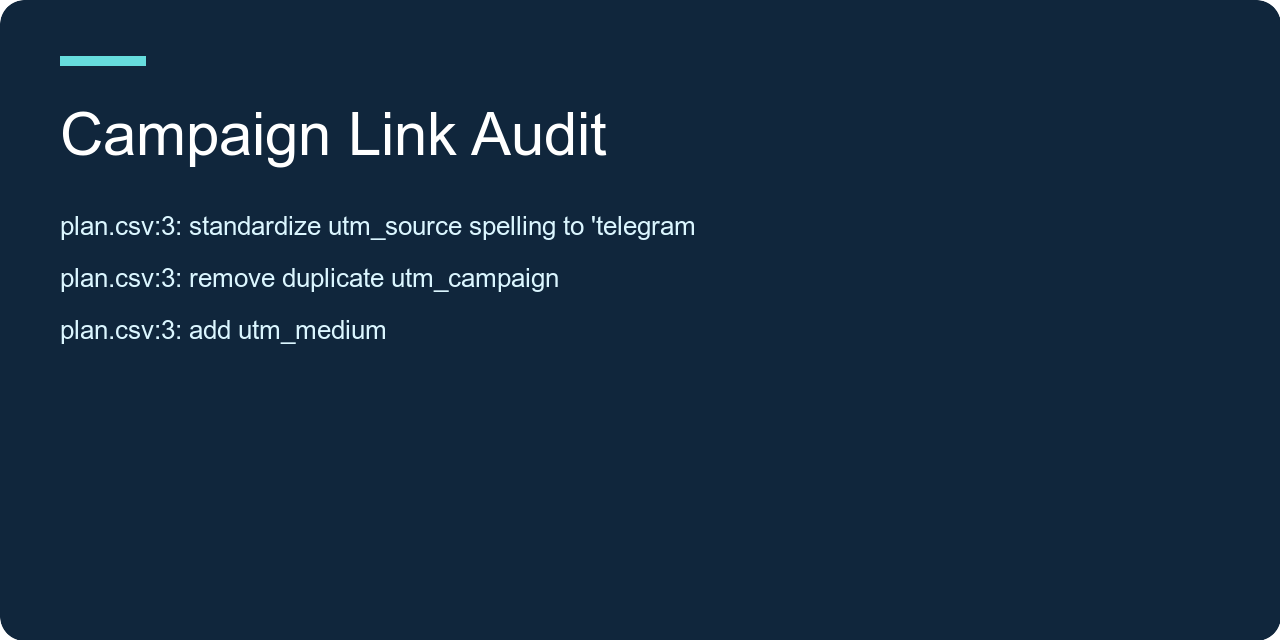 Campaign Link Audit
plan.csv:3: standardize utm_source spelling to 'telegram
plan.csv:3: remove duplicate utm_campaign
plan.csv:3: add utm_medium